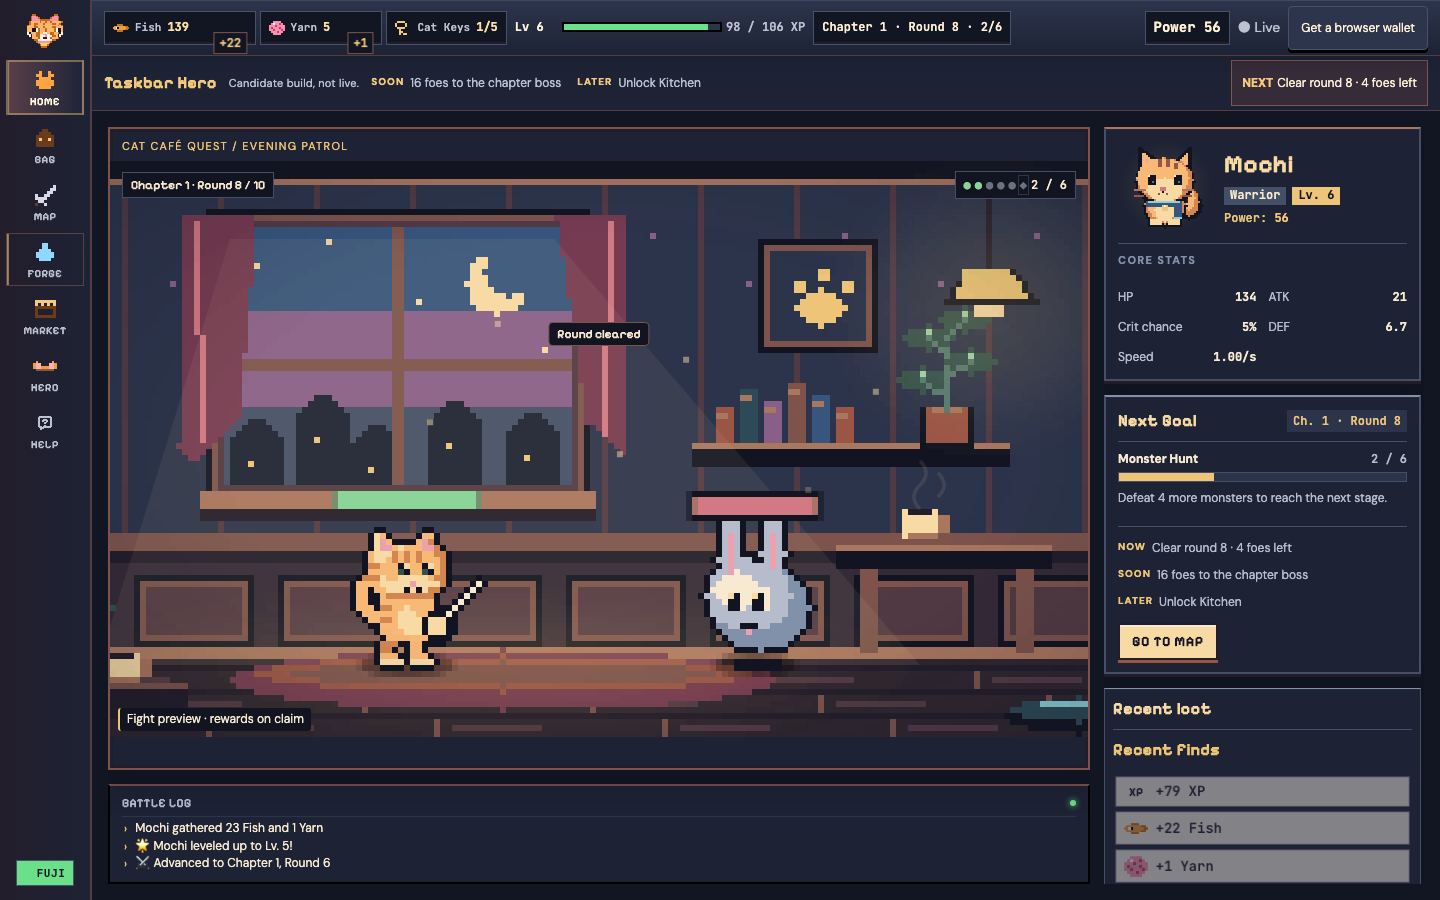 Fish 139
+22
Yarn 5
+1
Cat Keys 1/5
Lv 6
98 / 106 XP
Chapter 1 · Round 8 · 2/6
Power 56
Live
Get a browser wallet
Taskbar Hero
Candidate build, not live.
SOON 16 foes to the chapter boss
LATER Unlock Kitchen
NEXT Clear round 8 · 4 foes left
HOME
BAG
MAP
FORGE
MARKET
HERO
HELP
FUJI
CAT CAFÉ QUEST / EVENING PATROL
Chapter 1 · Round 8 / 10
2 / 6
Round cleared
Fight preview · rewards on claim
BATTLE LOG
› Mochi gathered 23 Fish and 1 Yarn
› 🌟 Mochi leveled up to Lv. 5!
› ⚔️ Advanced to Chapter 1, Round 6
Mochi
Warrior Lv. 6
Power: 56
CORE STATS
HP 134 ATK 21
Crit chance 5% DEF 6.7
Speed 1.00/s
Next Goal Ch. 1 · Round 8
Monster Hunt 2 / 6
Defeat 4 more monsters to reach the next stage.
NOW Clear round 8 · 4 foes left
SOON 16 foes to the chapter boss
LATER Unlock Kitchen
GO TO MAP
Recent loot
Recent finds
XP +79 XP
+22 Fish
+1 Yarn